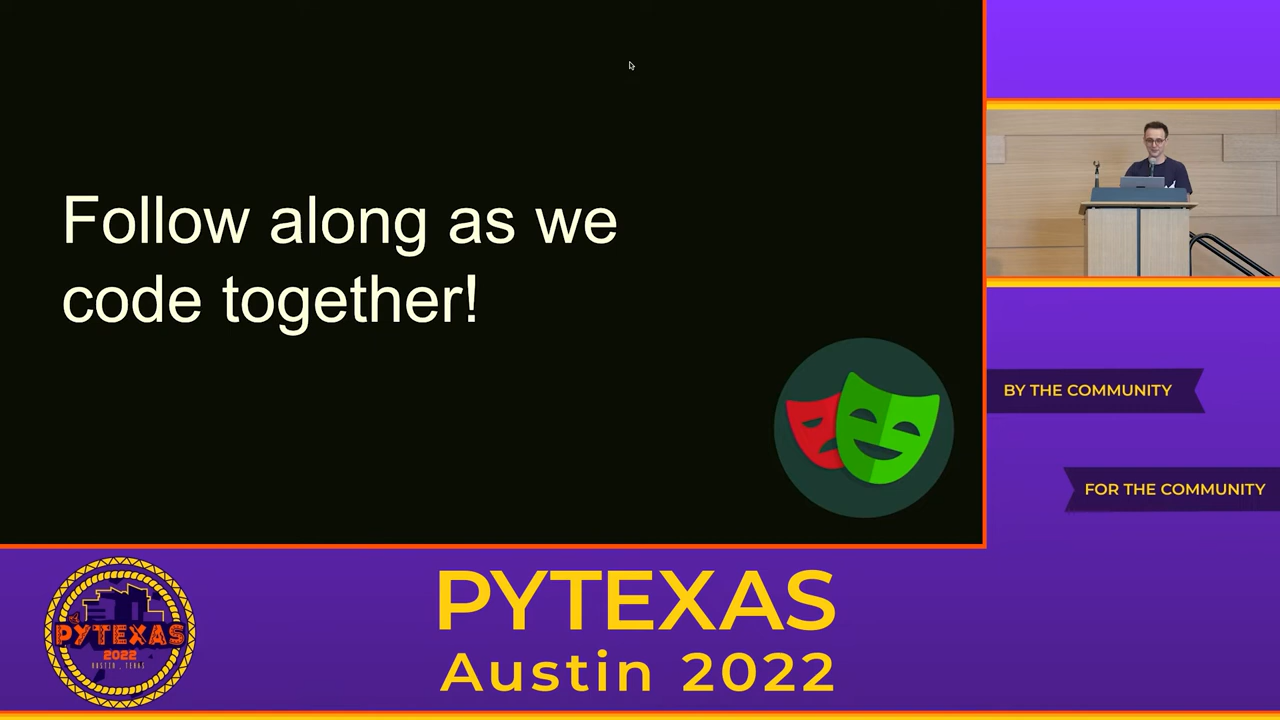 Follow along as we
code together!
BY THE COMMUNITY
FOR THE COMMUNITY
PYTEXAS
2022
AUSTIN, TEXAS
PYTEXAS
Austin 2022